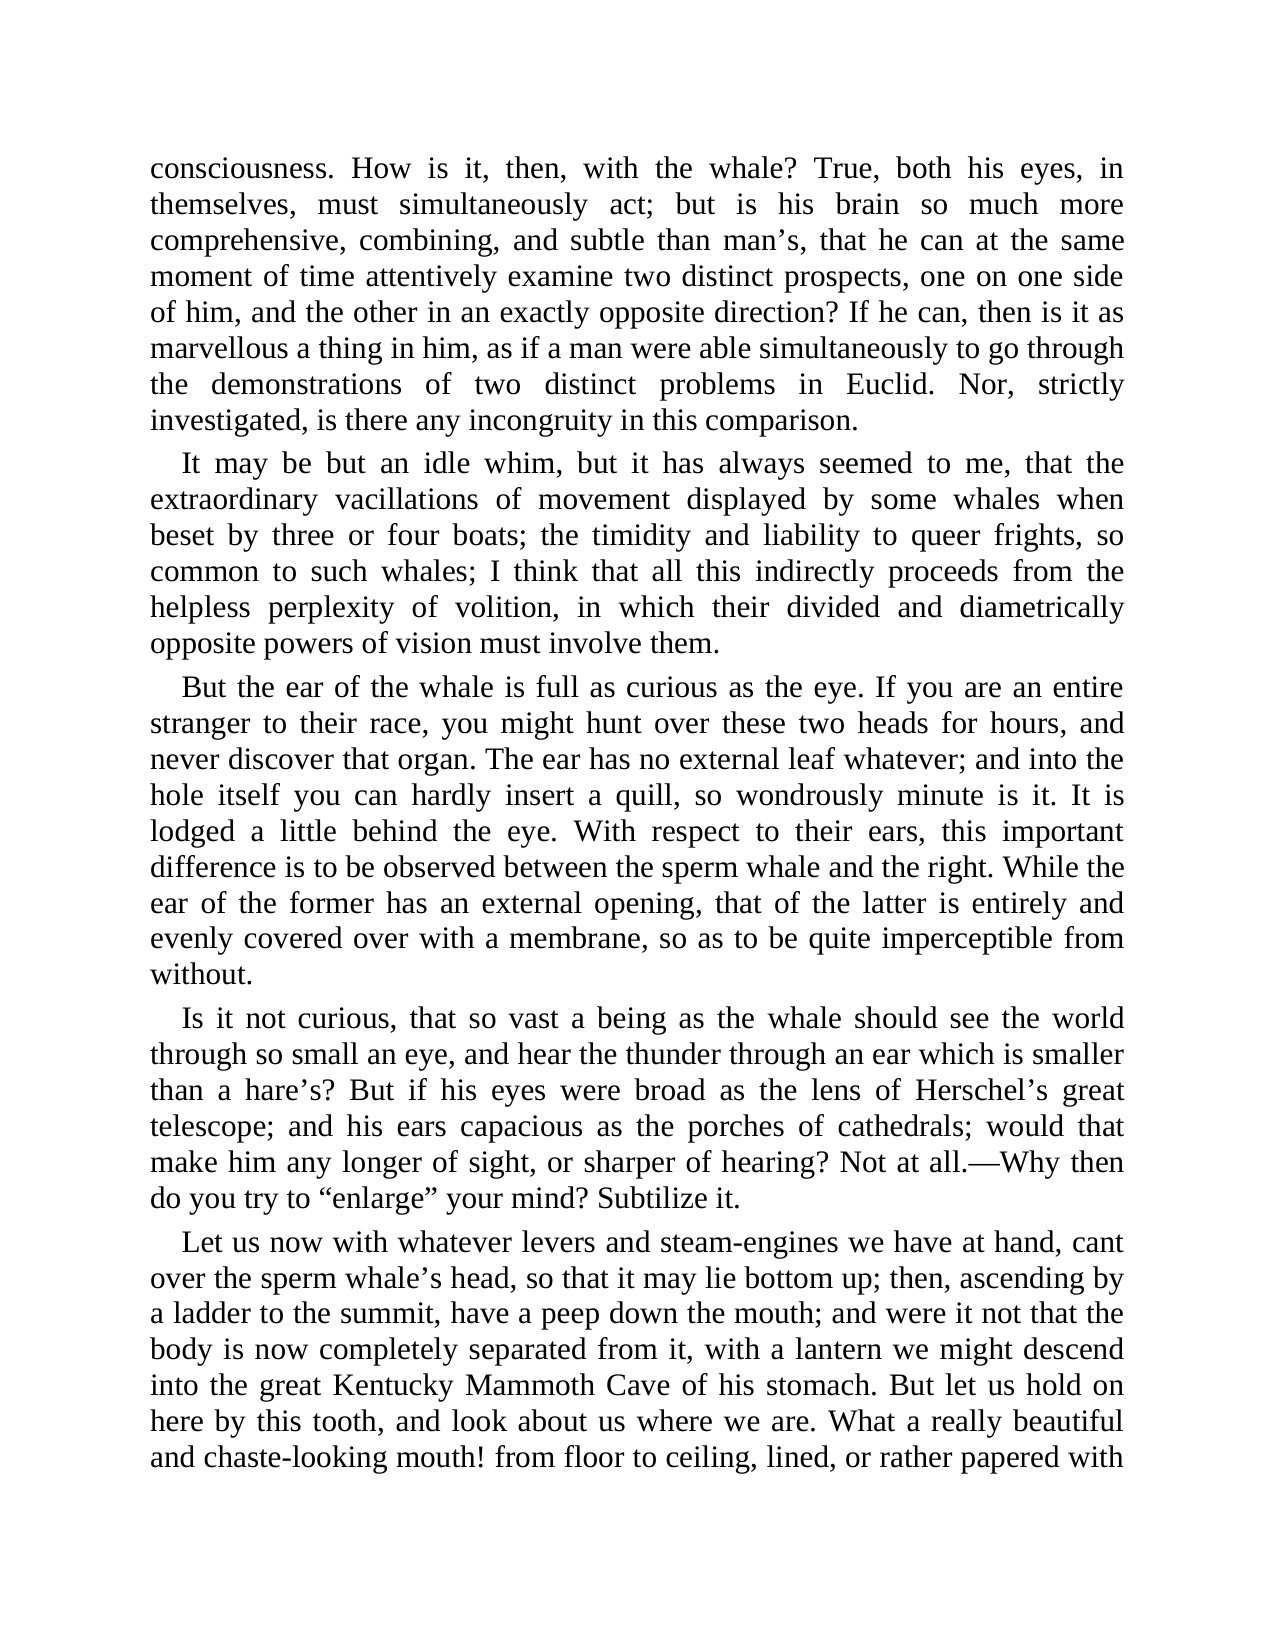 consciousness. How is it, then, with the whale? True, both his eyes, in
themselves, must simultaneously act; but is his brain so much more
comprehensive, combining, and subtle than man’s, that he can at the same
moment of time attentively examine two distinct prospects, one on one side
of him, and the other in an exactly opposite direction? If he can, then is it as
marvellous a thing in him, as if a man were able simultaneously to go through
the demonstrations of two distinct problems in Euclid. Nor, strictly
investigated, is there any incongruity in this comparison.
It may be but an idle whim, but it has always seemed to me, that the
extraordinary vacillations of movement displayed by some whales when
beset by three or four boats; the timidity and liability to queer frights, so
common to such whales; I think that all this indirectly proceeds from the
helpless perplexity of volition, in which their divided and diametrically
opposite powers of vision must involve them.
But the ear of the whale is full as curious as the eye. If you are an entire
stranger to their race, you might hunt over these two heads for hours, and
never discover that organ. The ear has no external leaf whatever; and into the
hole itself you can hardly insert a quill, so wondrously minute is it. It is
lodged a little behind the eye. With respect to their ears, this important
difference is to be observed between the sperm whale and the right. While the
ear of the former has an external opening, that of the latter is entirely and
evenly covered over with a membrane, so as to be quite imperceptible from
without.
Is it not curious, that so vast a being as the whale should see the world
through so small an eye, and hear the thunder through an ear which is smaller
than a hare’s? But if his eyes were broad as the lens of Herschel’s great
telescope; and his ears capacious as the porches of cathedrals; would that
make him any longer of sight, or sharper of hearing? Not at all.—Why then
do you try to “enlarge” your mind? Subtilize it.
Let us now with whatever levers and steam-engines we have at hand, cant
over the sperm whale’s head, so that it may lie bottom up; then, ascending by
a ladder to the summit, have a peep down the mouth; and were it not that the
body is now completely separated from it, with a lantern we might descend
into the great Kentucky Mammoth Cave of his stomach. But let us hold on
here by this tooth, and look about us where we are. What a really beautiful
and chaste-looking mouth! from floor to ceiling, lined, or rather papered with